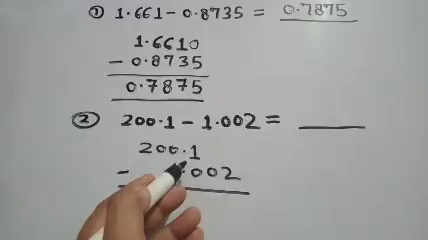 ① 1.661 - 0.8735 = 0.7875
1.6610
- 0.8735
0.7875
② 200.1 - 1.002 = ______
200.1
- .002